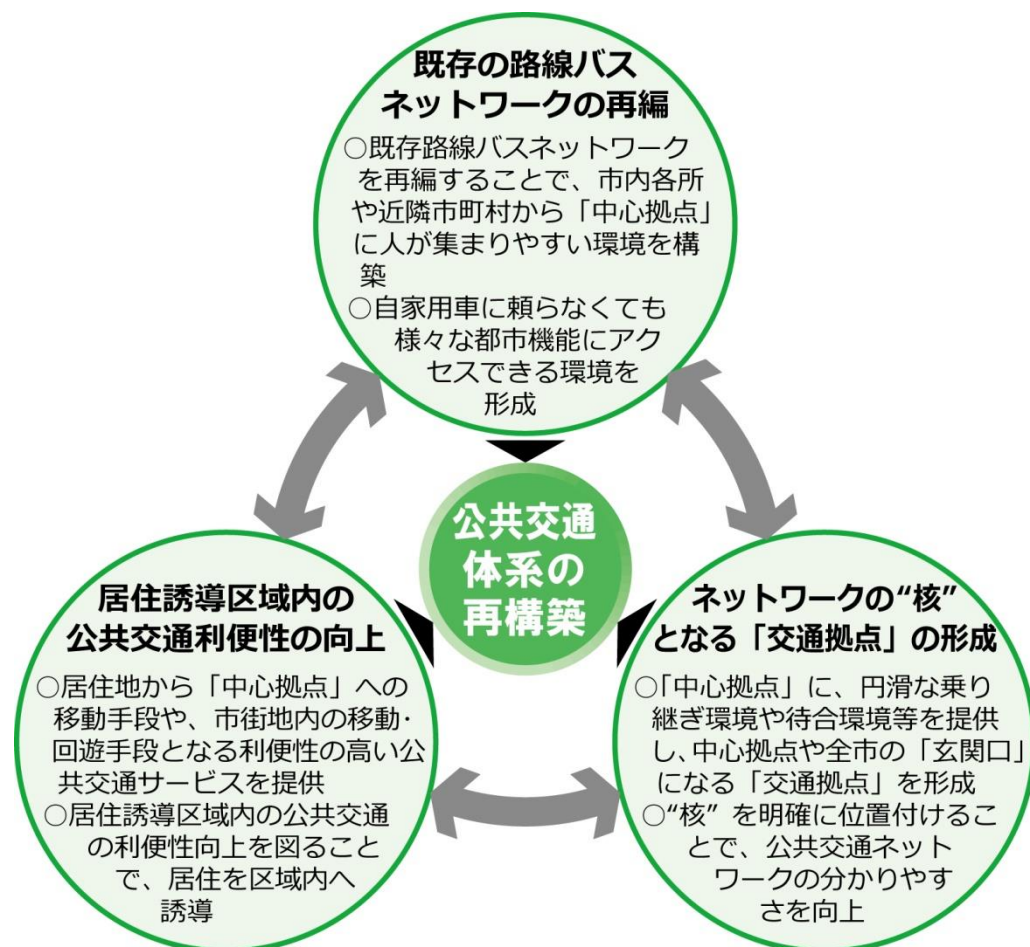 既存の路線バス
ネットワークの再編
○既存路線バスネットワーク
を再編することで、市内各所
や近隣市町村から「中心拠点」
に人が集まりやすい環境を構
築
○自家用車に頼らなくても
様々な都市機能にアク
セスできる環境を
形成
公共交通
体系の
再構築
居住誘導区域内の
公共交通利便性の向上
○居住地から「中心拠点」への
移動手段や、市街地内の移動・
回遊手段となる利便性の高い公
共交通サービスを提供
○居住誘導区域内の公共交通
の利便性向上を図ること
で、居住を区域内へ
誘導
ネットワークの“核”
となる「交通拠点」の形成
○「中心拠点」に、円滑な乗り
継ぎ環境や待合環境等を提供
し、中心拠点や全市の「玄関口」
になる「交通拠点」を形成
○“核”を明確に位置付けるこ
とで、公共交通ネット
ワークの分かりやす
さを向上